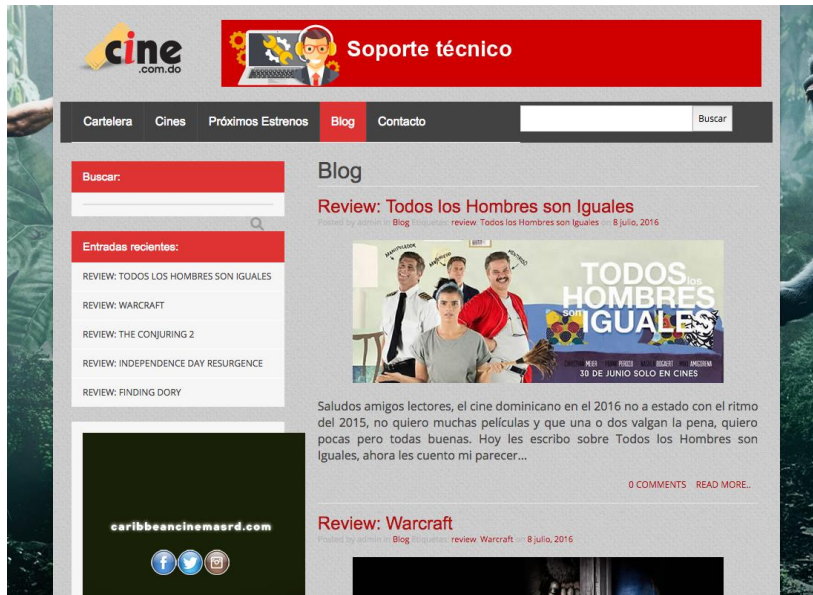 cine
.com.do
Soporte técnico
Cartelera Cines Próximos Estrenos Blog Contacto Buscar
Buscar:
Entradas recientes:
REVIEW: TODOS LOS HOMBRES SON IGUALES
REVIEW: WARCRAFT
REVIEW: THE CONJURING 2
REVIEW: INDEPENDENCE DAY RESURGENCE
REVIEW: FINDING DORY
caribbeancinemasrd.com
Blog
Review: Todos los Hombres son Iguales
Posted by admin in Blog Etiquetas: review, Todos los Hombres son Iguales on 8 julio, 2016
MANIPULADOR
MUJERIEGO
MENTIROSO
TODOS los
HOMBRES
son IGUALES
MEIER PEROZO BOGAERT AMIGORENA
30 DE JUNIO SOLO EN CINES
Saludos amigos lectores, el cine dominicano en el 2016 no a estado con el ritmo
del 2015, no quiero muchas películas y que una o dos valgan la pena, quiero
pocas pero todas buenas. Hoy les escribo sobre Todos los Hombres son
Iguales, ahora les cuento mi parecer...
0 COMMENTS READ MORE..
Review: Warcraft
Posted by admin in Blog Etiquetas: review, Warcraft on 8 julio, 2016